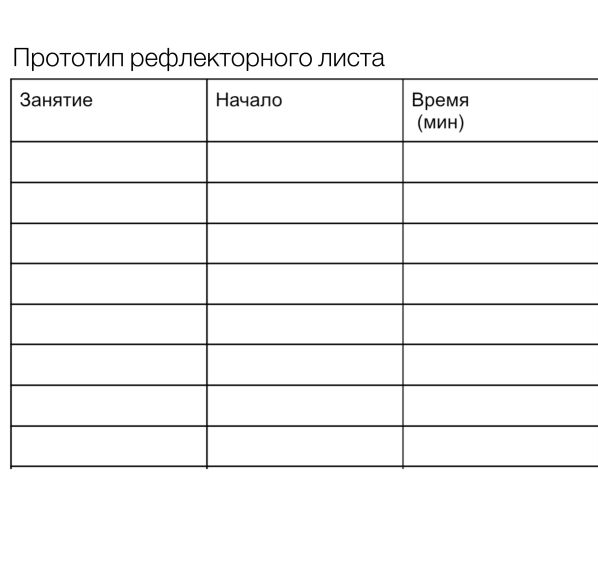 Прототип рефлекторного листа
Занятие
Начало
Время
(мин)